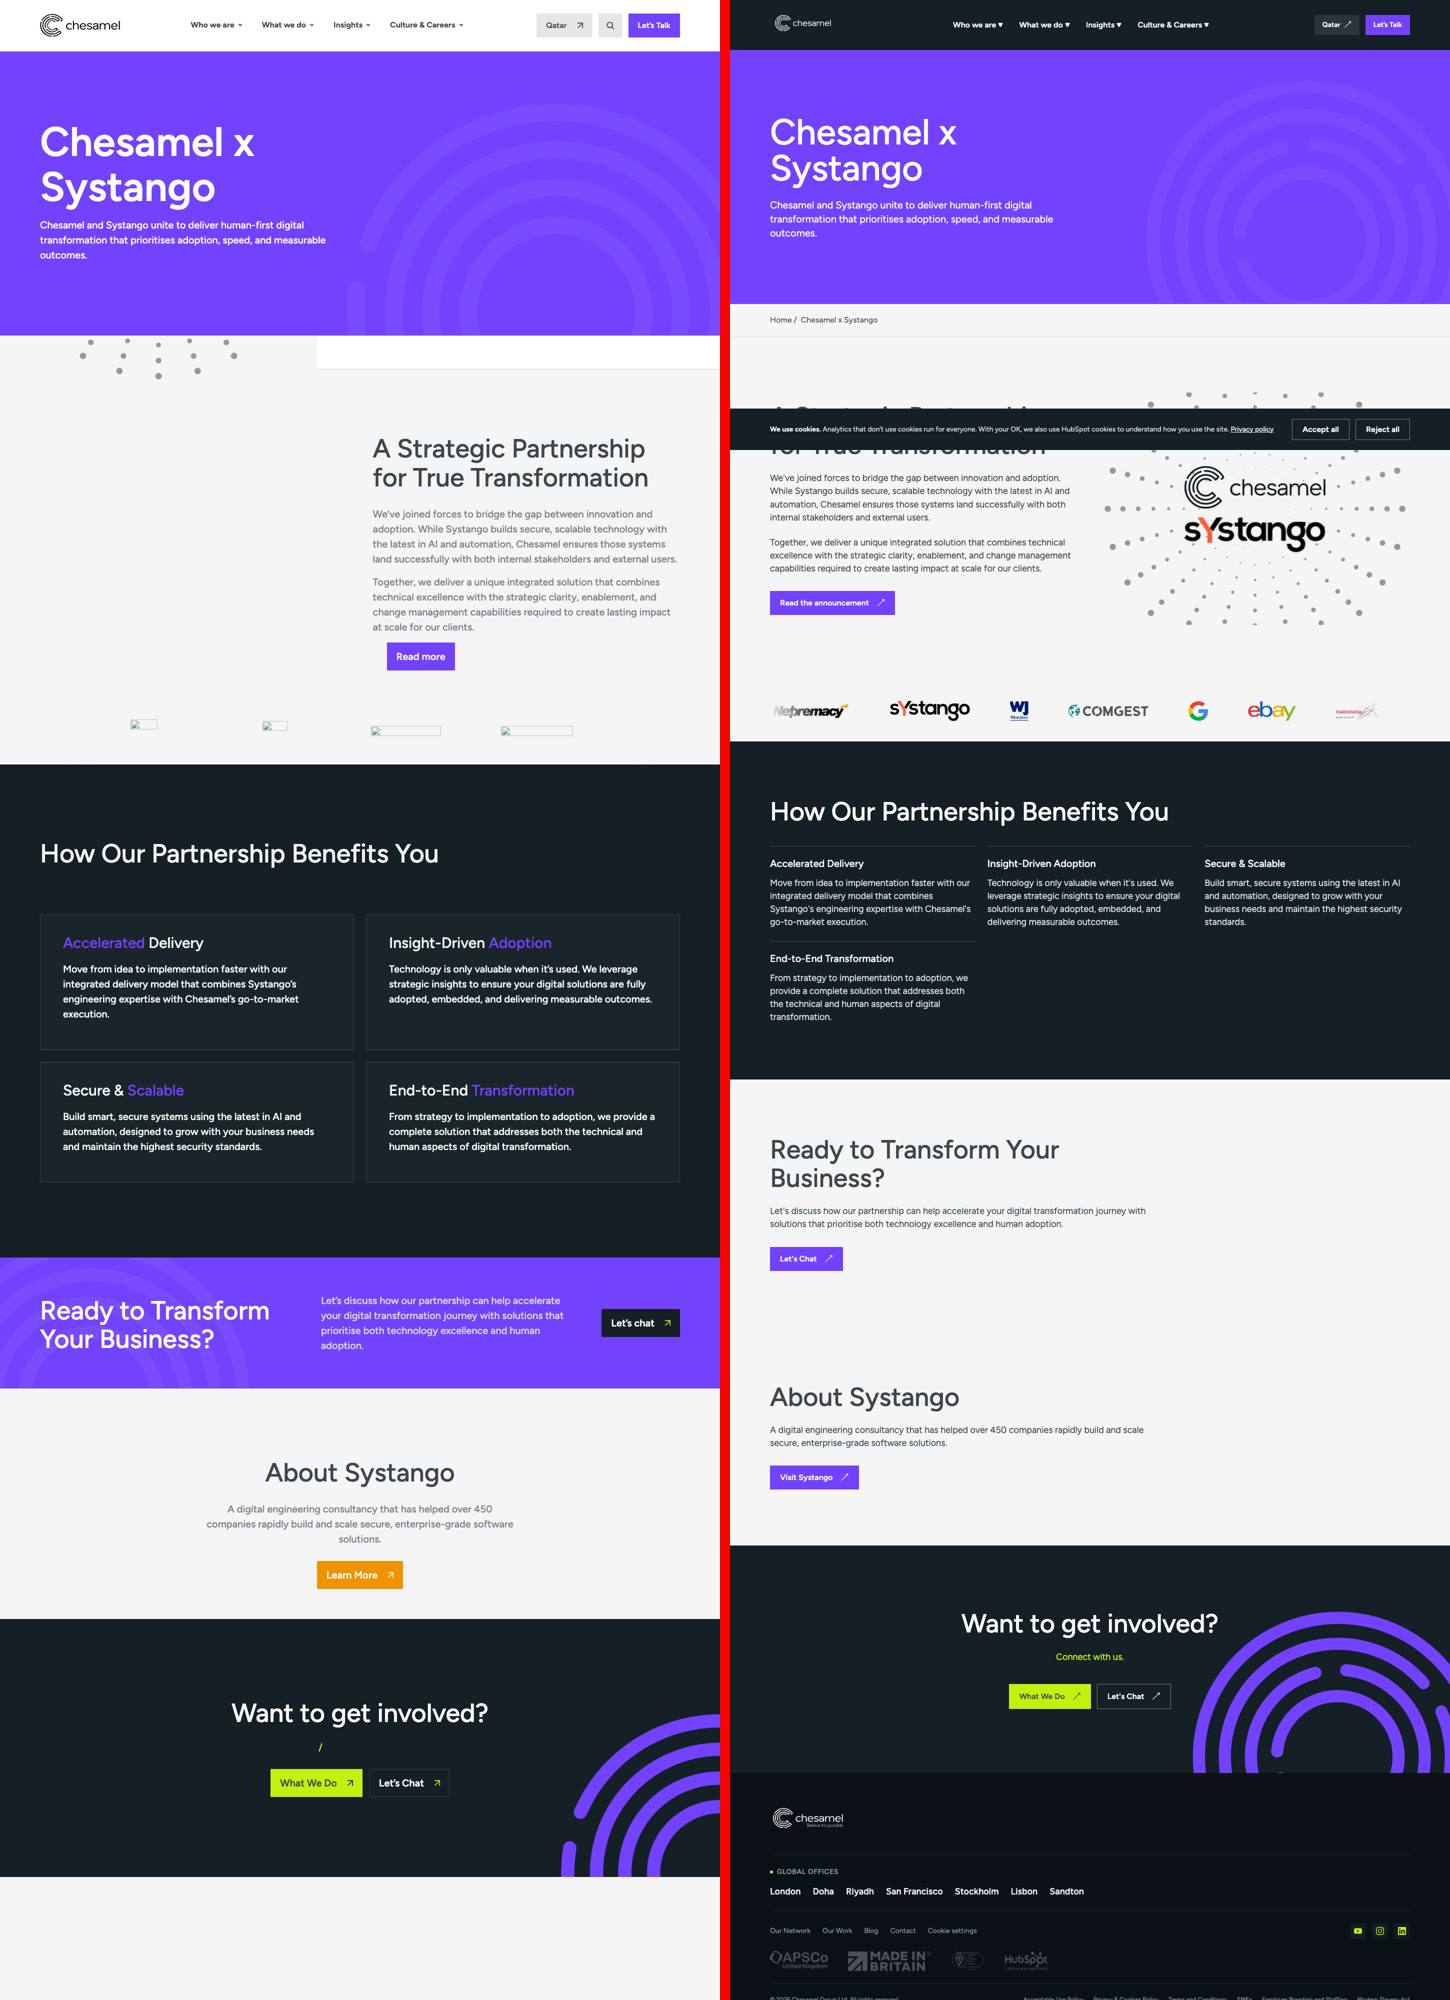 chesamel
Who we are
What we do
Insights
Culture & Careers
Qatar
Let's Talk
Chesamel x
Systango
Chesamel and Systango unite to deliver human-first digital
transformation that prioritises adoption, speed, and measurable
outcomes.
A Strategic Partnership
for True Transformation
We've joined forces to bridge the gap between innovation and
adoption. While Systango builds secure, scalable technology with
the latest in AI and automation, Chesamel ensures those systems
land successfully with both internal stakeholders and external users.
Together, we deliver a unique integrated solution that combines
technical excellence with the strategic clarity, enablement, and
change management capabilities required to create lasting impact
at scale for our clients.
Read more
How Our Partnership Benefits You
Accelerated Delivery
Move from idea to implementation faster with our
integrated delivery model that combines Systango's
engineering expertise with Chesamel's go-to-market
execution.
Insight-Driven Adoption
Technology is only valuable when it's used. We leverage
strategic insights to ensure your digital solutions are fully
adopted, embedded, and delivering measurable outcomes.
Secure & Scalable
Build smart, secure systems using the latest in AI and
automation, designed to grow with your business needs
and maintain the highest security standards.
End-to-End Transformation
From strategy to implementation to adoption, we provide a
complete solution that addresses both the technical and
human aspects of digital transformation.
Ready to Transform
Your Business?
Let's discuss how our partnership can help accelerate
your digital transformation journey with solutions that
prioritise both technology excellence and human
adoption.
Let's chat
About Systango
A digital engineering consultancy that has helped over 450
companies rapidly build and scale secure, enterprise-grade software
solutions.
Learn More
Want to get involved?
/
What We Do
Let's Chat
chesamel
Who we are
What we do
Insights
Culture & Careers
Qatar
Let's Talk
Chesamel x
Systango
Chesamel and Systango unite to deliver human-first digital
transformation that prioritises adoption, speed, and measurable
outcomes.
Home / Chesamel x Systango
We use cookies. Analytics that don't use cookies run for everyone. With your OK, we also use HubSpot cookies to understand how you use the site. Privacy policy
Accept all
Reject all
for True Transformation
We've joined forces to bridge the gap between innovation and adoption.
While Systango builds secure, scalable technology with the latest in AI and
automation, Chesamel ensures those systems land successfully with both
internal stakeholders and external users.
Together, we deliver a unique integrated solution that combines technical
excellence with the strategic clarity, enablement, and change management
capabilities required to create lasting impact at scale for our clients.
Read the announcement
chesamel
sYstango
sYstango
WJ
COMGEST
G
ebay
How Our Partnership Benefits You
Accelerated Delivery
Move from idea to implementation faster with our
integrated delivery model that combines
Systango's engineering expertise with Chesamel's
go-to-market execution.
Insight-Driven Adoption
Technology is only valuable when it's used. We
leverage strategic insights to ensure your digital
solutions are fully adopted, embedded, and
delivering measurable outcomes.
Secure & Scalable
Build smart, secure systems using the latest in AI
and automation, designed to grow with your
business needs and maintain the highest security
standards.
End-to-End Transformation
From strategy to implementation to adoption, we
provide a complete solution that addresses both
the technical and human aspects of digital
transformation.
Ready to Transform Your
Business?
Let's discuss how our partnership can help accelerate your digital transformation journey with
solutions that prioritise both technology excellence and human adoption.
Let's Chat
About Systango
A digital engineering consultancy that has helped over 450 companies rapidly build and scale
secure, enterprise-grade software solutions.
Visit Systango
Want to get involved?
Connect with us.
What We Do
Let's Chat
chesamel
Believe it's possible
GLOBAL OFFICES
London Doha Riyadh San Francisco Stockholm Lisbon Sandton
Our Network Our Work Blog Contact Cookie settings
APSCo
United Kingdom
MADE IN
BRITAIN
HubSpot